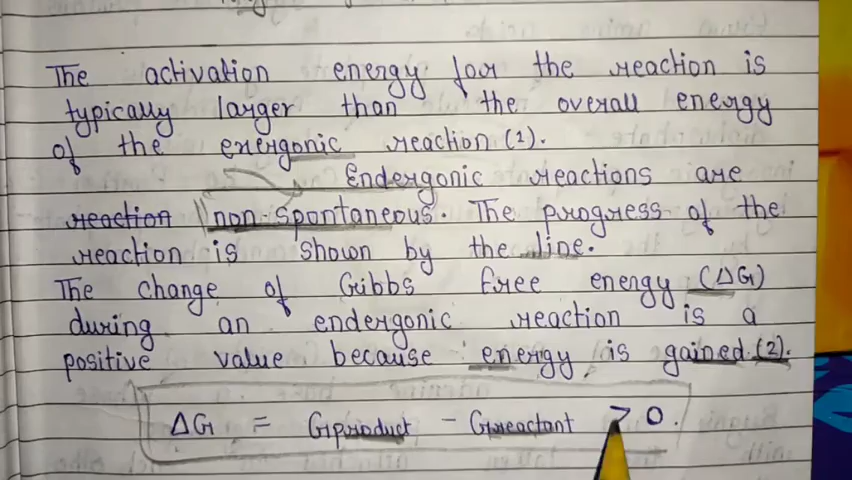 The activation energy for the reaction is
typically larger than the overall energy
of the exergonic reaction (1).
Endergonic reactions are
reaction non-spontaneous. The progress of the
reaction is shown by the line.
The change of Gibbs free energy (ΔG)
during an endergonic reaction is a
positive value because energy is gained (2).
ΔG = Gproduct - Greactant > 0.